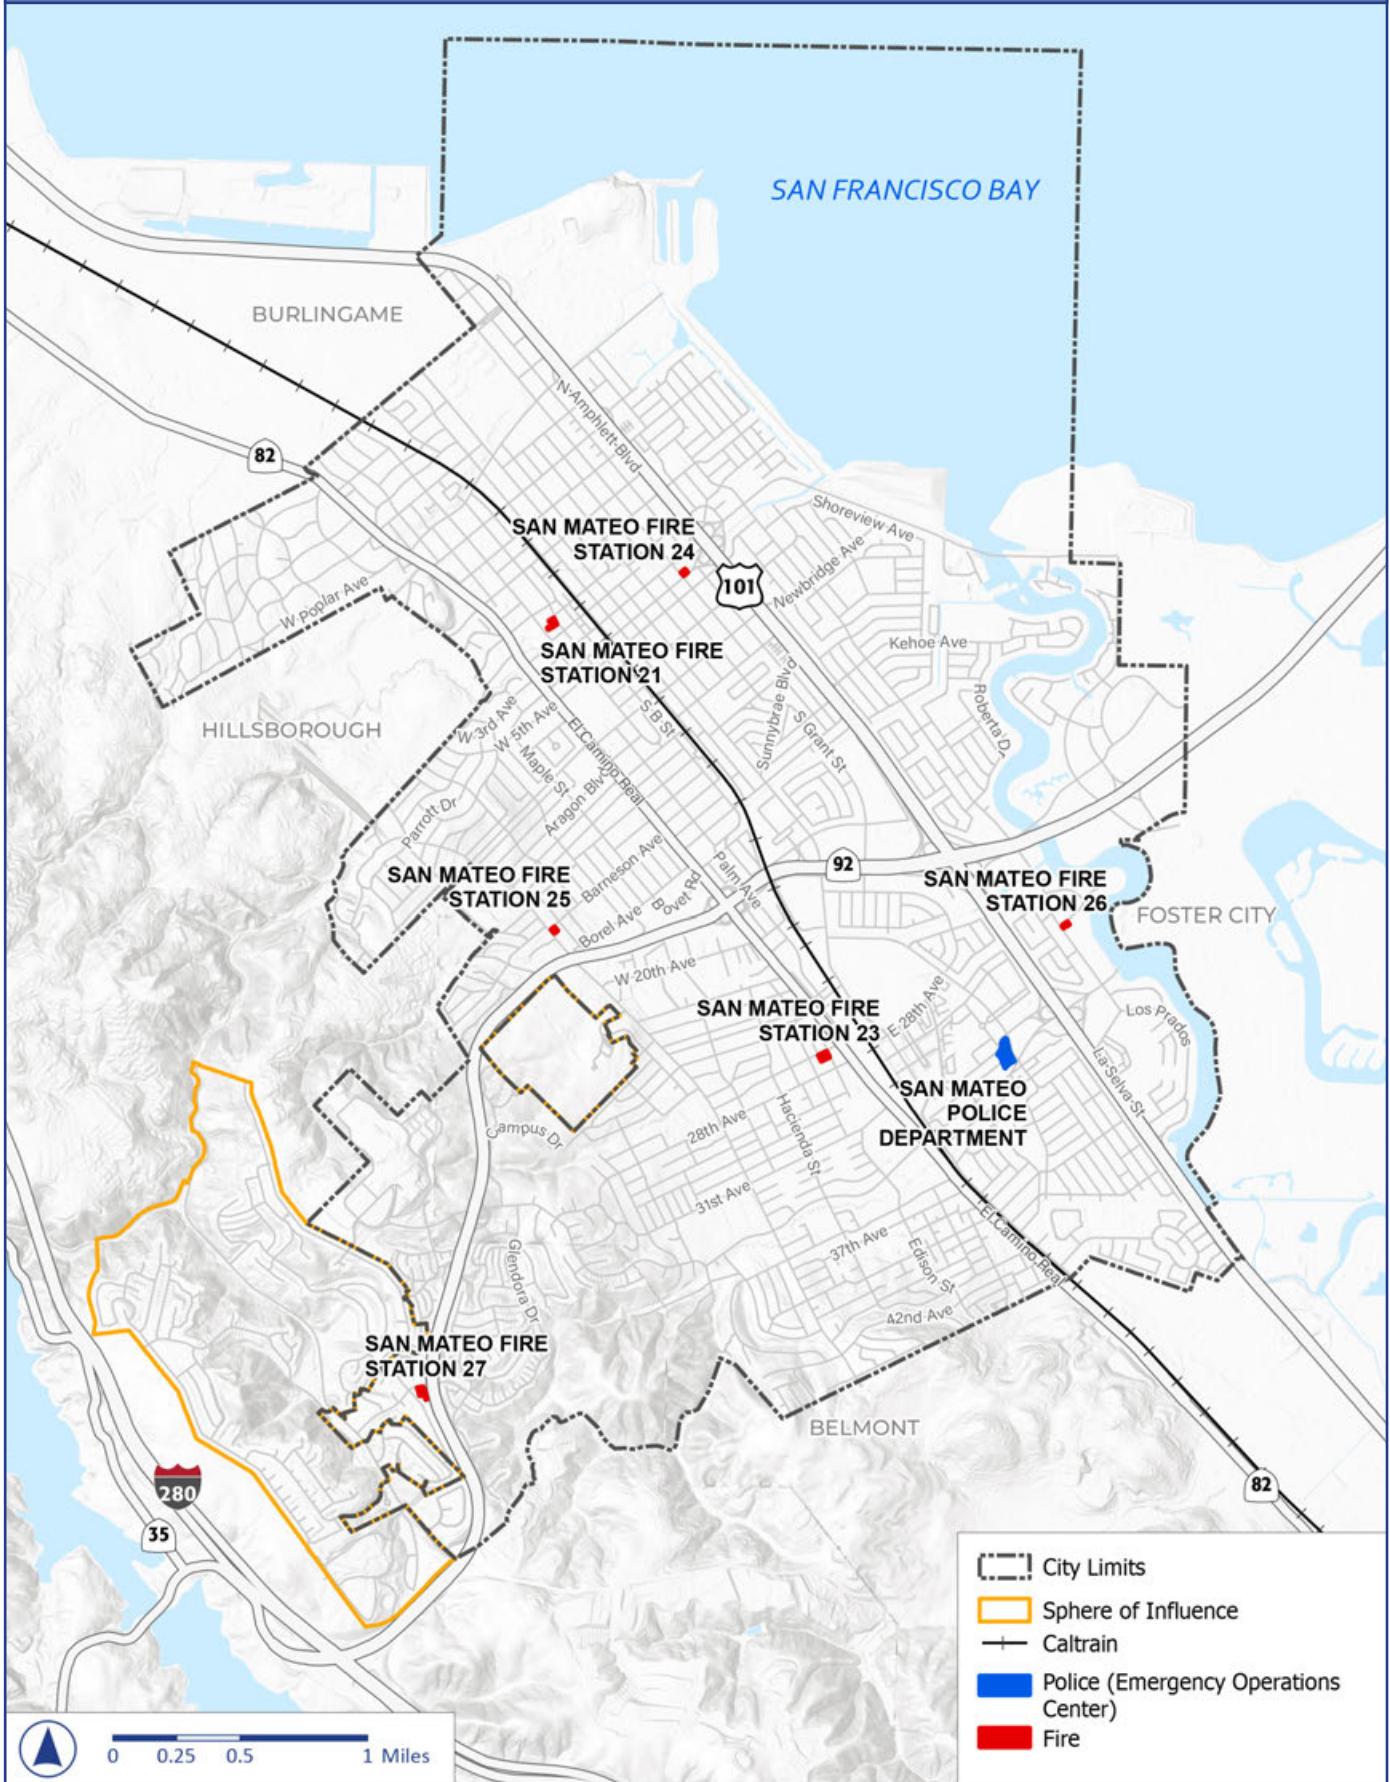 SAN FRANCISCO BAY
BURLINGAME
N Amphlett Blvd
82
SAN MATEO FIRE
STATION 24
Shoreview Ave
101
Newbridge Ave
W Poplar Ave
SAN MATEO FIRE
STATION 21
Kehoe Ave
HILLSBOROUGH
W 3rd Ave
W 5th Ave
El Camino Real
S B St
Sunnybrae Blvd
S Grant St
Roberta Dr
Maple St
Aragon Blvd
Parrott Dr
SAN MATEO FIRE
STATION 25
Barneson Ave
Bovet Rd
Palm Ave
92
SAN MATEO FIRE
STATION 26
FOSTER CITY
Borel Ave
W 20th Ave
SAN MATEO FIRE
STATION 23
E 28th Ave
Los Prados
La Selva St
SAN MATEO
POLICE
DEPARTMENT
Campus Dr
28th Ave
Hacienda St
31st Ave
37th Ave
Edison St
El Camino Real
Glendora Dr
42nd Ave
SAN MATEO FIRE
STATION 27
BELMONT
280
35
82
City Limits
Sphere of Influence
Caltrain
Police (Emergency Operations
Center)
Fire
0 0.25 0.5 1 Miles